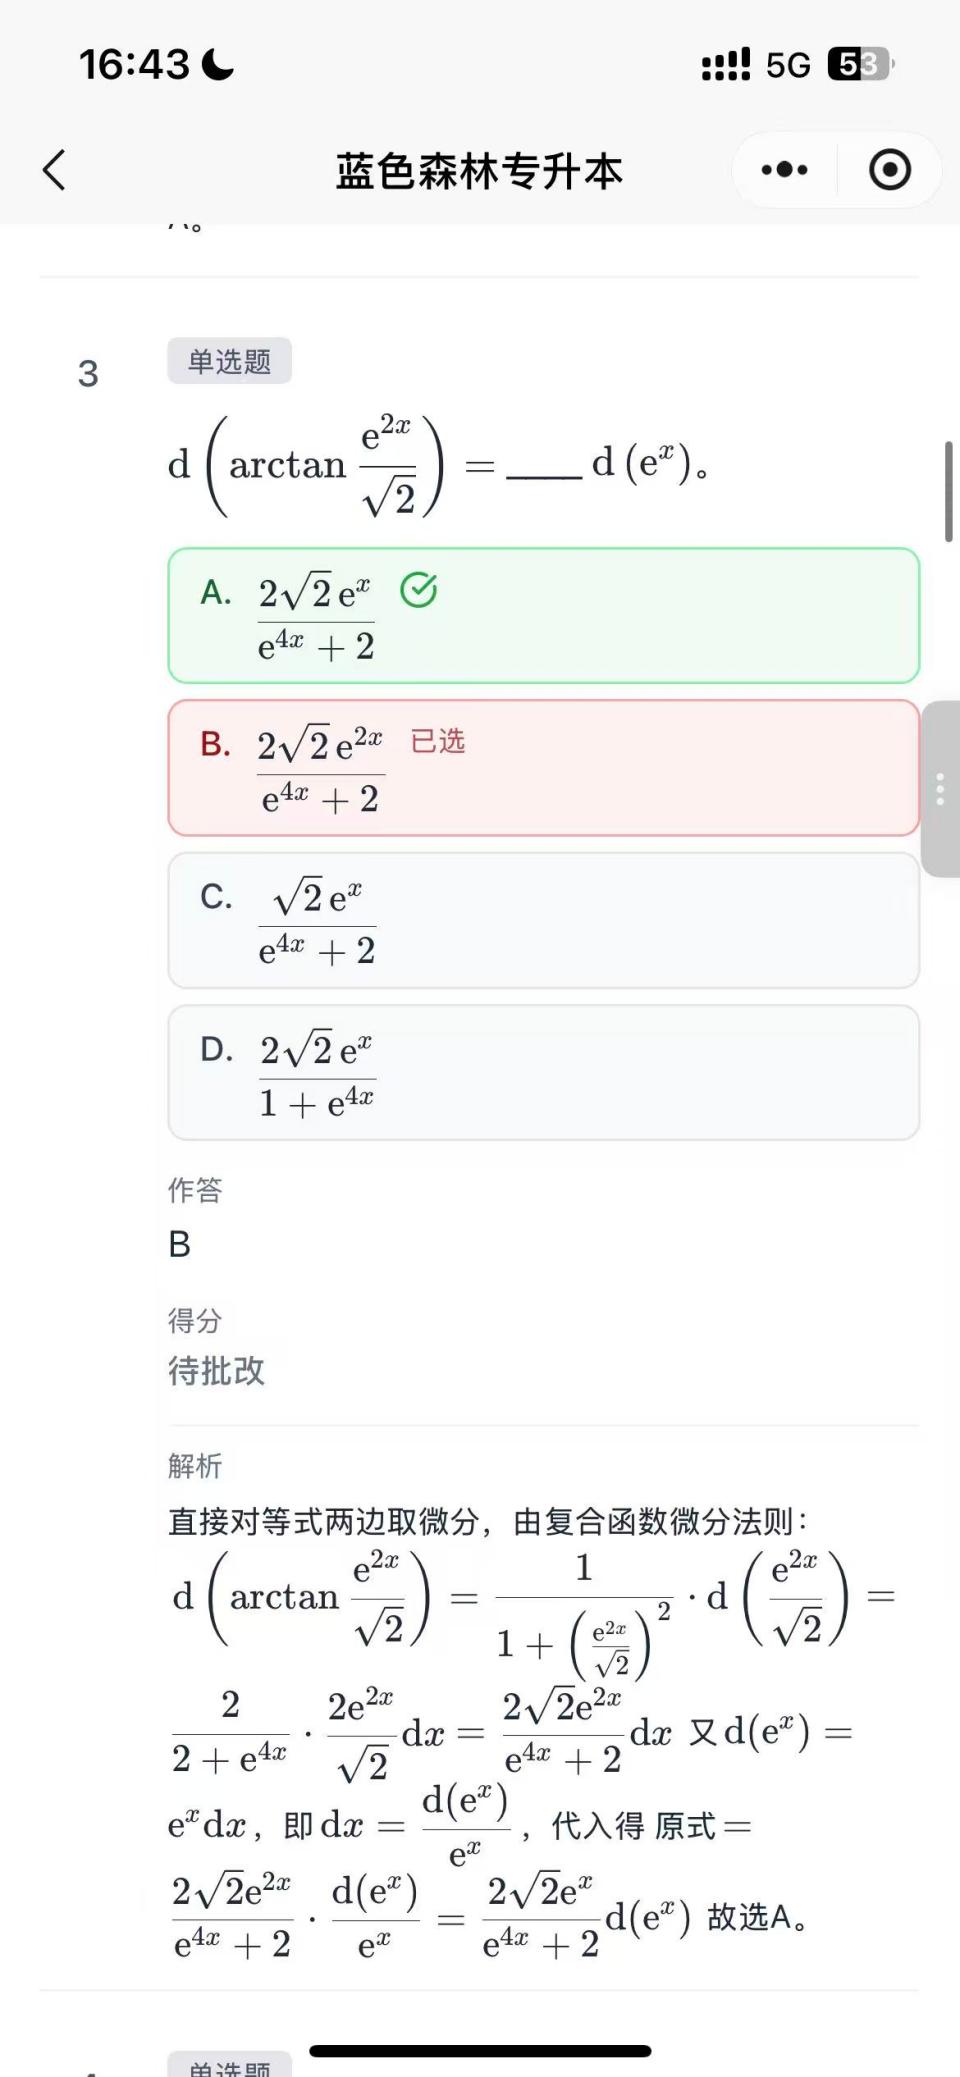 16:43 5G 53
蓝色森林专升本
A。
3 单选题
d(arctan e^{2x}/√2) = ____ d(e^x)。
A. 2√2 e^x / (e^{4x} + 2)
B. 2√2 e^{2x} / (e^{4x} + 2) 已选
C. √2 e^x / (e^{4x} + 2)
D. 2√2 e^x / (1 + e^{4x})
作答
B
得分
待批改
解析
直接对等式两边取微分，由复合函数微分法则：
d(arctan e^{2x}/√2) = 1/(1 + (e^{2x}/√2)^2) · d(e^{2x}/√2) =
2/(2 + e^{4x}) · 2e^{2x}/√2 dx = 2√2e^{2x}/(e^{4x} + 2) dx 又d(e^x) =
e^x dx，即 dx = d(e^x)/e^x，代入得 原式 =
2√2e^{2x}/(e^{4x} + 2) · d(e^x)/e^x = 2√2e^x/(e^{4x} + 2) d(e^x) 故选A。
单选题